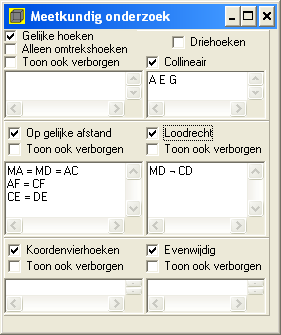 Meetkundig onderzoek
Gelijke hoeken
Alleen omtrekshoeken
Driehoeken
Toon ook verborgen
Collineair
A E G
Op gelijke afstand
Loodrecht
Toon ook verborgen
Toon ook verborgen
MA = MD = AC
AF = CF
CE = DE
MD ¬ CD
Koordenvierhoeken
Evenwijdig
Toon ook verborgen
Toon ook verborgen